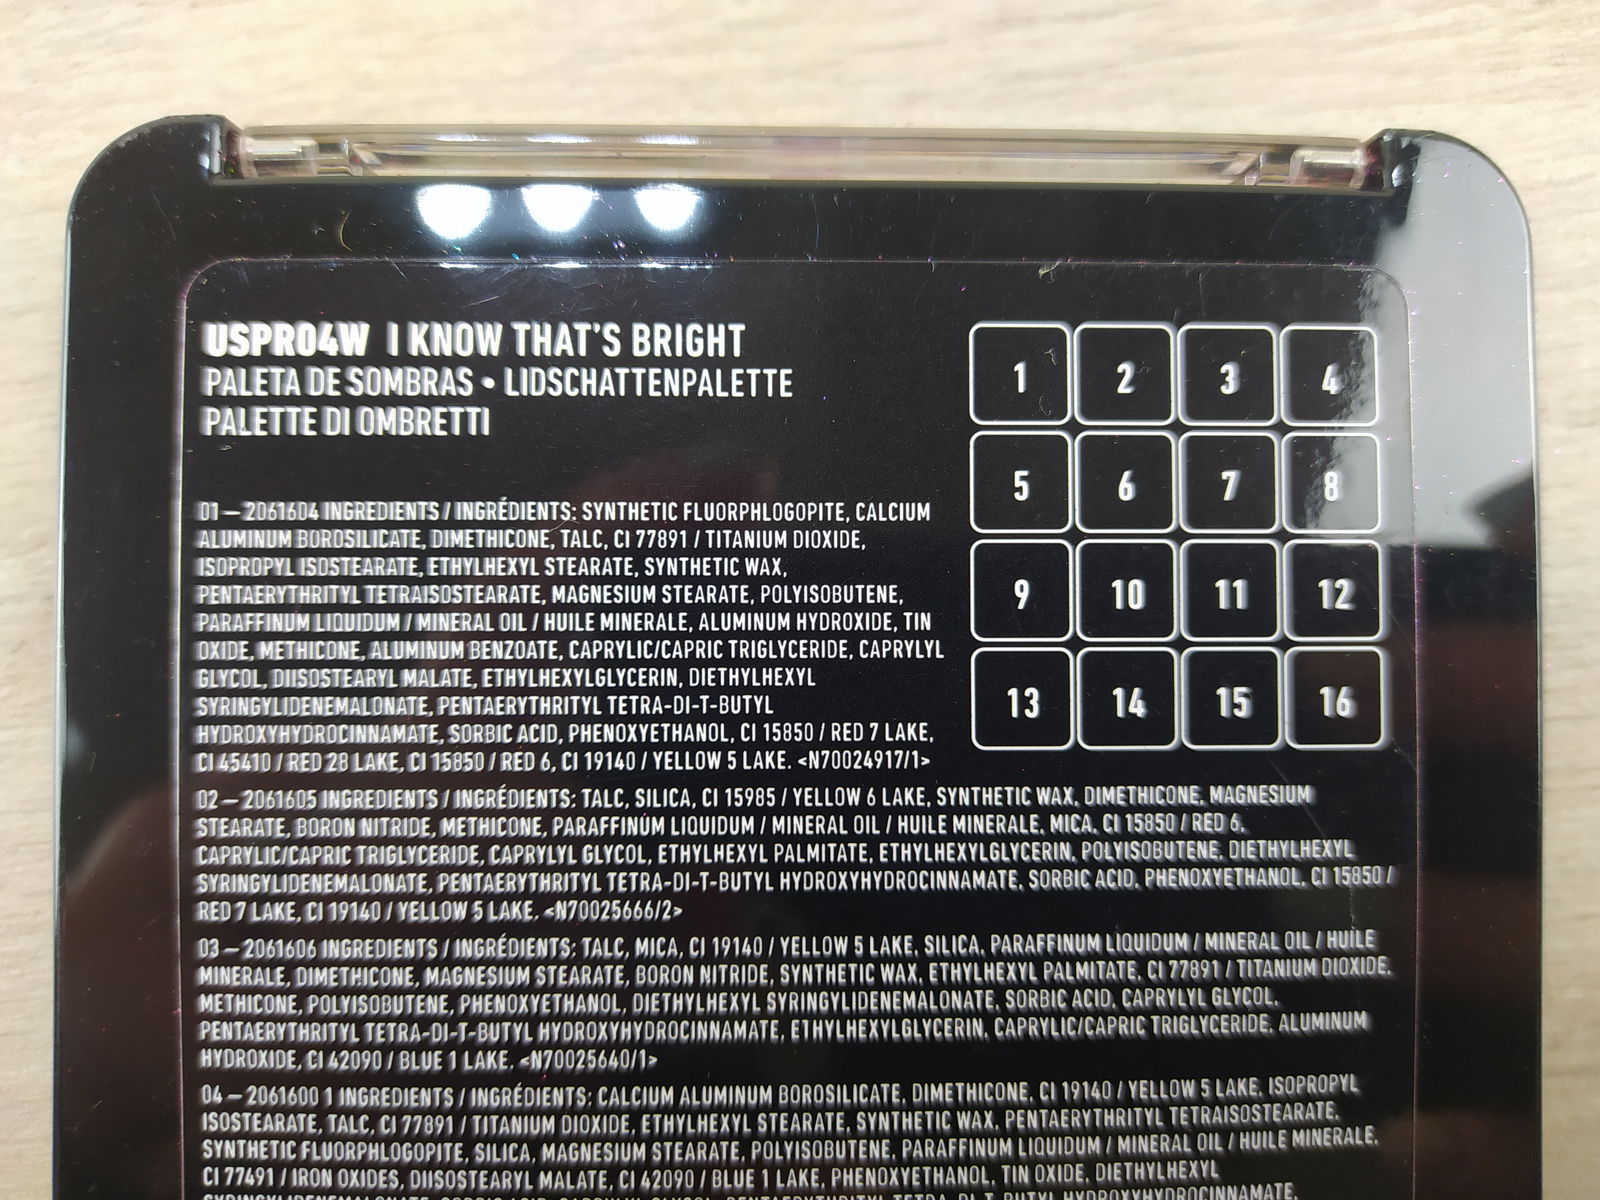 USPRO4W I KNOW THAT'S BRIGHT
PALETA DE SOMBRAS • LIDSCHATTENPALETTE
PALETTE DI OMBRETTI
1 2 3 4
5 6 7 8
9 10 11 12
13 14 15 16
01 – 2061604 INGREDIENTS / INGRÉDIENTS: SYNTHETIC FLUORPHLOGOPITE, CALCIUM
ALUMINUM BOROSILICATE, DIMETHICONE, TALC, CI 77891 / TITANIUM DIOXIDE,
ISOPROPYL ISOSTEARATE, ETHYLHEXYL STEARATE, SYNTHETIC WAX,
PENTAERYTHRITYL TETRAISOSTEARATE, MAGNESIUM STEARATE, POLYISOBUTENE,
PARAFFINUM LIQUIDUM / MINERAL OIL / HUILE MINERALE, ALUMINUM HYDROXIDE, TIN
OXIDE, METHICONE, ALUMINUM BENZOATE, CAPRYLIC/CAPRIC TRIGLYCERIDE, CAPRYLYL
GLYCOL, DIISOSTEARYL MALATE, ETHYLHEXYLGLYCERIN, DIETHYLHEXYL
SYRINGYLIDENEMALONATE, PENTAERYTHRITYL TETRA-DI-T-BUTYL
HYDROXYHYDROCINNAMATE, SORBIC ACID, PHENOXYETHANOL, CI 15850 / RED 7 LAKE,
CI 45410 / RED 28 LAKE, CI 15850 / RED 6, CI 19140 / YELLOW 5 LAKE. <N70024917/1>
02 – 2061605 INGREDIENTS / INGRÉDIENTS: TALC, SILICA, CI 15985 / YELLOW 6 LAKE, SYNTHETIC WAX, DIMETHICONE, MAGNESIUM
STEARATE, BORON NITRIDE, METHICONE, PARAFFINUM LIQUIDUM / MINERAL OIL / HUILE MINERALE, MICA, CI 15850 / RED 6,
CAPRYLIC/CAPRIC TRIGLYCERIDE, CAPRYLYL GLYCOL, ETHYLHEXYL PALMITATE, ETHYLHEXYLGLYCERIN, POLYISOBUTENE, DIETHYLHEXYL
SYRINGYLIDENEMALONATE, PENTAERYTHRITYL TETRA-DI-T-BUTYL HYDROXYHYDROCINNAMATE, SORBIC ACID, PHENOXYETHANOL, CI 15850 /
RED 7 LAKE, CI 19140 / YELLOW 5 LAKE. <N70025666/2>
03 – 2061606 INGREDIENTS / INGRÉDIENTS: TALC, MICA, CI 19140 / YELLOW 5 LAKE, SILICA, PARAFFINUM LIQUIDUM / MINERAL OIL / HUILE
MINERALE, DIMETHICONE, MAGNESIUM STEARATE, BORON NITRIDE, SYNTHETIC WAX, ETHYLHEXYL PALMITATE, CI 77891 / TITANIUM DIOXIDE,
METHICONE, POLYISOBUTENE, PHENOXYETHANOL, DIETHYLHEXYL SYRINGYLIDENEMALONATE, SORBIC ACID, CAPRYLYL GLYCOL,
PENTAERYTHRITYL TETRA-DI-T-BUTYL HYDROXYHYDROCINNAMATE, ETHYLHEXYLGLYCERIN, CAPRYLIC/CAPRIC TRIGLYCERIDE, ALUMINUM
HYDROXIDE, CI 42090 / BLUE 1 LAKE. <N70025640/1>
04 – 2061600 1 INGREDIENTS / INGRÉDIENTS: CALCIUM ALUMINUM BOROSILICATE, DIMETHICONE, CI 19140 / YELLOW 5 LAKE, ISOPROPYL
ISOSTEARATE, TALC, CI 77891 / TITANIUM DIOXIDE, ETHYLHEXYL STEARATE, SYNTHETIC WAX, PENTAERYTHRITYL TETRAISOSTEARATE,
SYNTHETIC FLUORPHLOGOPITE, SILICA, MAGNESIUM STEARATE, POLYISOBUTENE, PARAFFINUM LIQUIDUM / MINERAL OIL / HUILE MINERALE,
CI 77491 / IRON OXIDES, DIISOSTEARYL MALATE, CI 42090 / BLUE 1 LAKE, PHENOXYETHANOL, TIN OXIDE, DIETHYLHEXYL